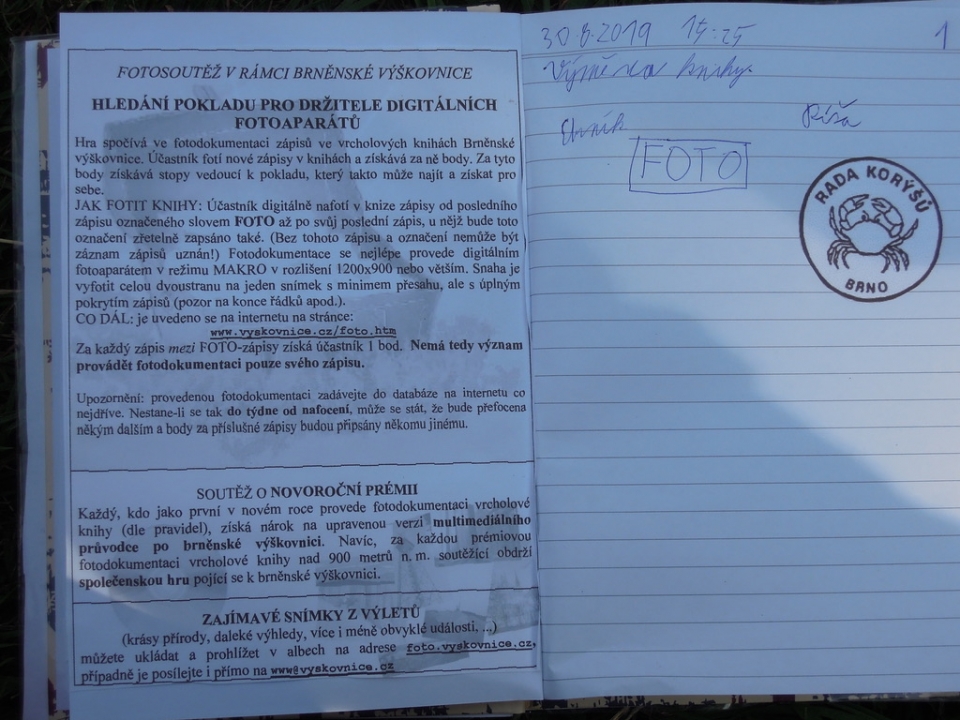 FOTOSOUTĚŽ V RÁMCI BRNĚNSKÉ VÝŠKOVNICE
HLEDÁNÍ POKLADU PRO DRŽITELE DIGITÁLNÍCH
FOTOAPARÁTŮ
Hra spočívá ve fotodokumentaci zápisů ve vrcholových knihách Brněnské
výškovnice. Účastník fotí nové zápisy v knihách a získává za ně body. Za tyto
body získává stopy vedoucí k pokladu, který takto může najít a získat pro
sebe.
JAK FOTIT KNIHY: Účastník digitálně nafotí v knize zápisy od posledního
zápisu označeného slovem FOTO až po svůj poslední zápis, u nějž bude toto
označení zřetelně zapsáno také. (Bez tohoto zápisu a označení nemůže být
záznam zápisů uznán!) Fotodokumentace se nejlépe provede digitálním
fotoaparátem v režimu MAKRO v rozlišení 1200x900 nebo větším. Snaha je
vyfotit celou dvoustranu na jeden snímek s minimem přesahu, ale s úplným
pokrytím zápisů (pozor na konce řádků apod.).
CO DÁL: je uvedeno se na internetu na stránce:
www.vyskovnice.cz/foto.htm
Za každý zápis mezi FOTO-zápisy získá účastník 1 bod. Nemá tedy význam
provádět fotodokumentaci pouze svého zápisu.
Upozornění: provedenou fotodokumentaci zadávejte do databáze na internetu co
nejdříve. Nestane-li se tak do týdne od nafocení, může se stát, že bude přefocena
někým dalším a body za příslušné zápisy budou připsány někomu jinému.
SOUTĚŽ O NOVOROČNÍ PRÉMII
Každý, kdo jako první v novém roce provede fotodokumentaci vrcholové
knihy (dle pravidel), získá nárok na upravenou verzi multimediálního
průvodce po brněnské výškovnici. Navíc, za každou prémiovou
fotodokumentaci vrcholové knihy nad 900 metrů n. m. soutěžící obdrží
společenskou hru pojící se k brněnské výškovnici.
ZAJÍMAVÉ SNÍMKY Z VÝLETŮ
(krásy přírody, daleké výhledy, více i méně obvyklé události, ...)
můžete ukládat a prohlížet v albech na adrese foto.vyskovnice.cz,
případně je posílejte i přímo na www@vyskovnice.cz
30.8.2019 15:25
1
Výměna knihy.
Ríša
FOTO
RADA KORÝŠŮ
BRNO